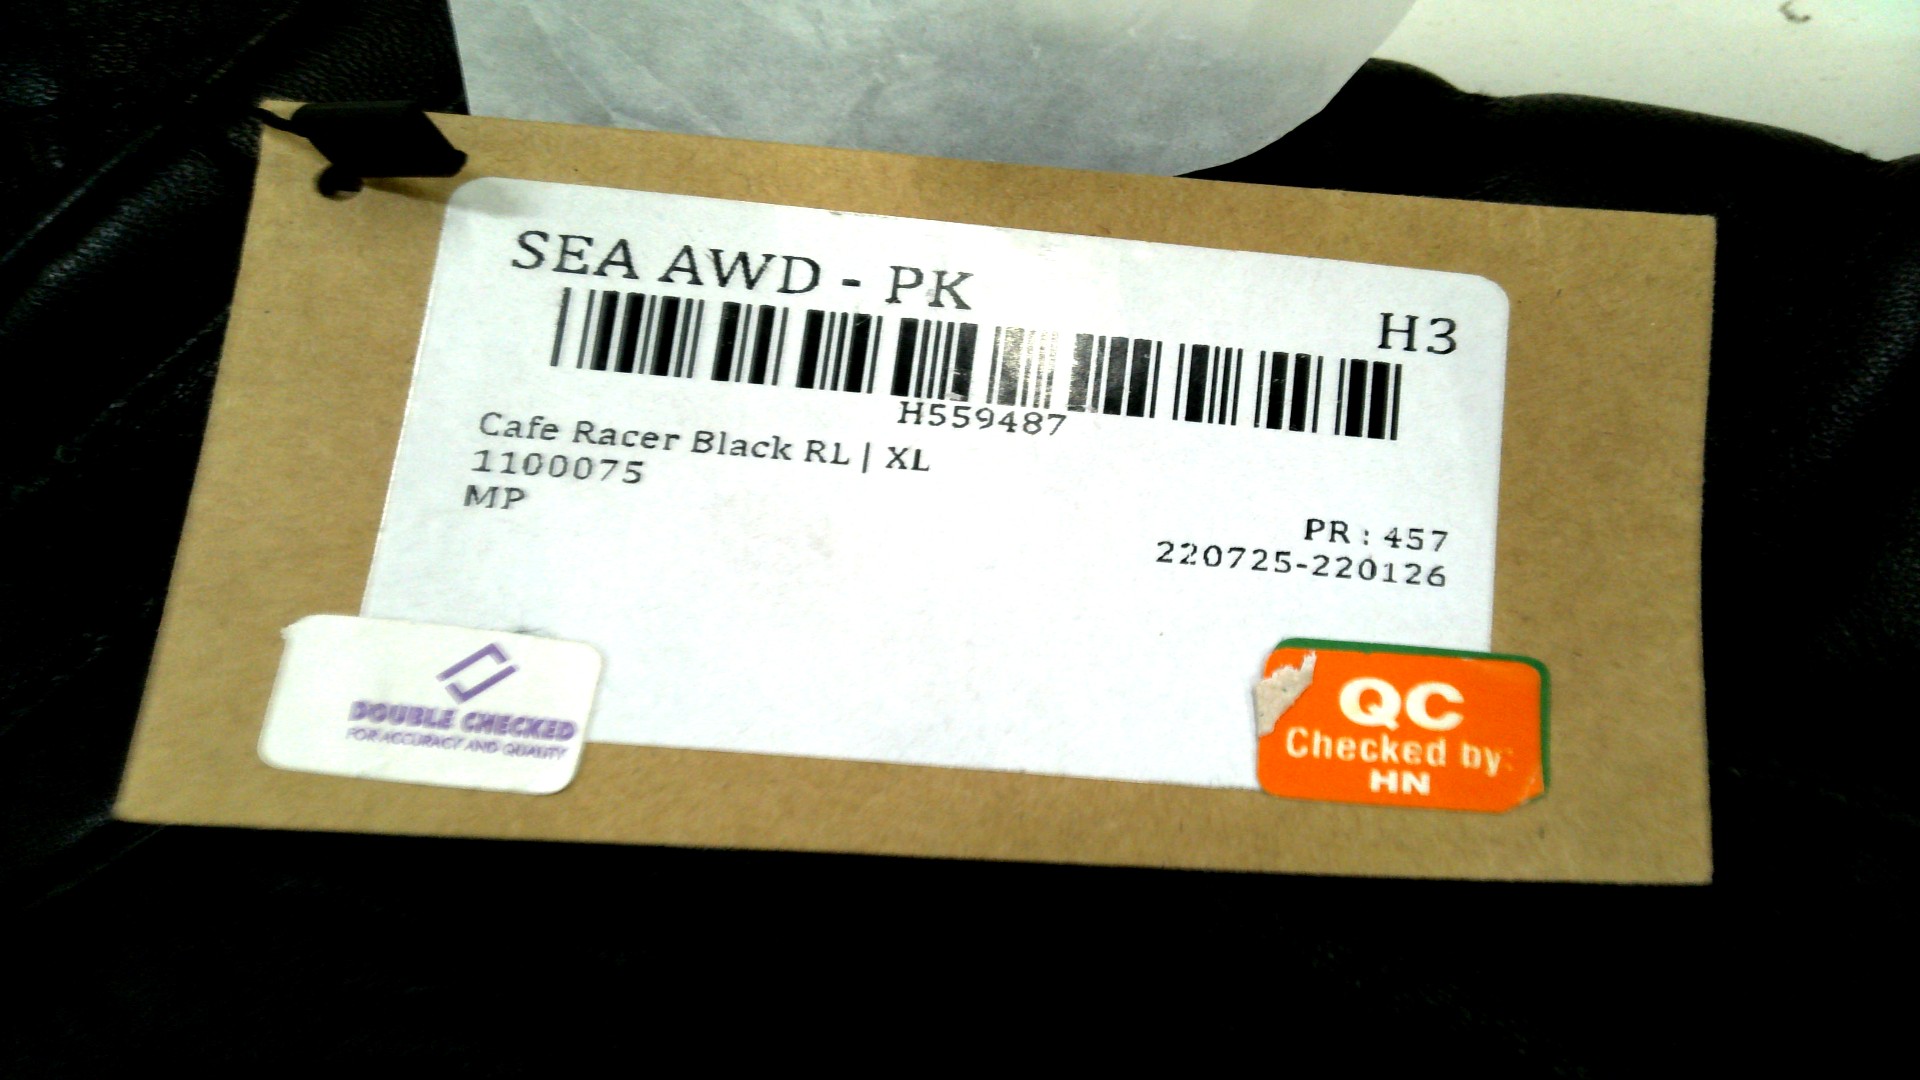 SEA AWD - PK
H3
H559487
Cafe Racer Black RL | XL
1100075
MP
PR : 457
220725-220126
DOUBLE CHECKED
FOR ACCURACY AND QUALITY
QC
Checked by:
HN